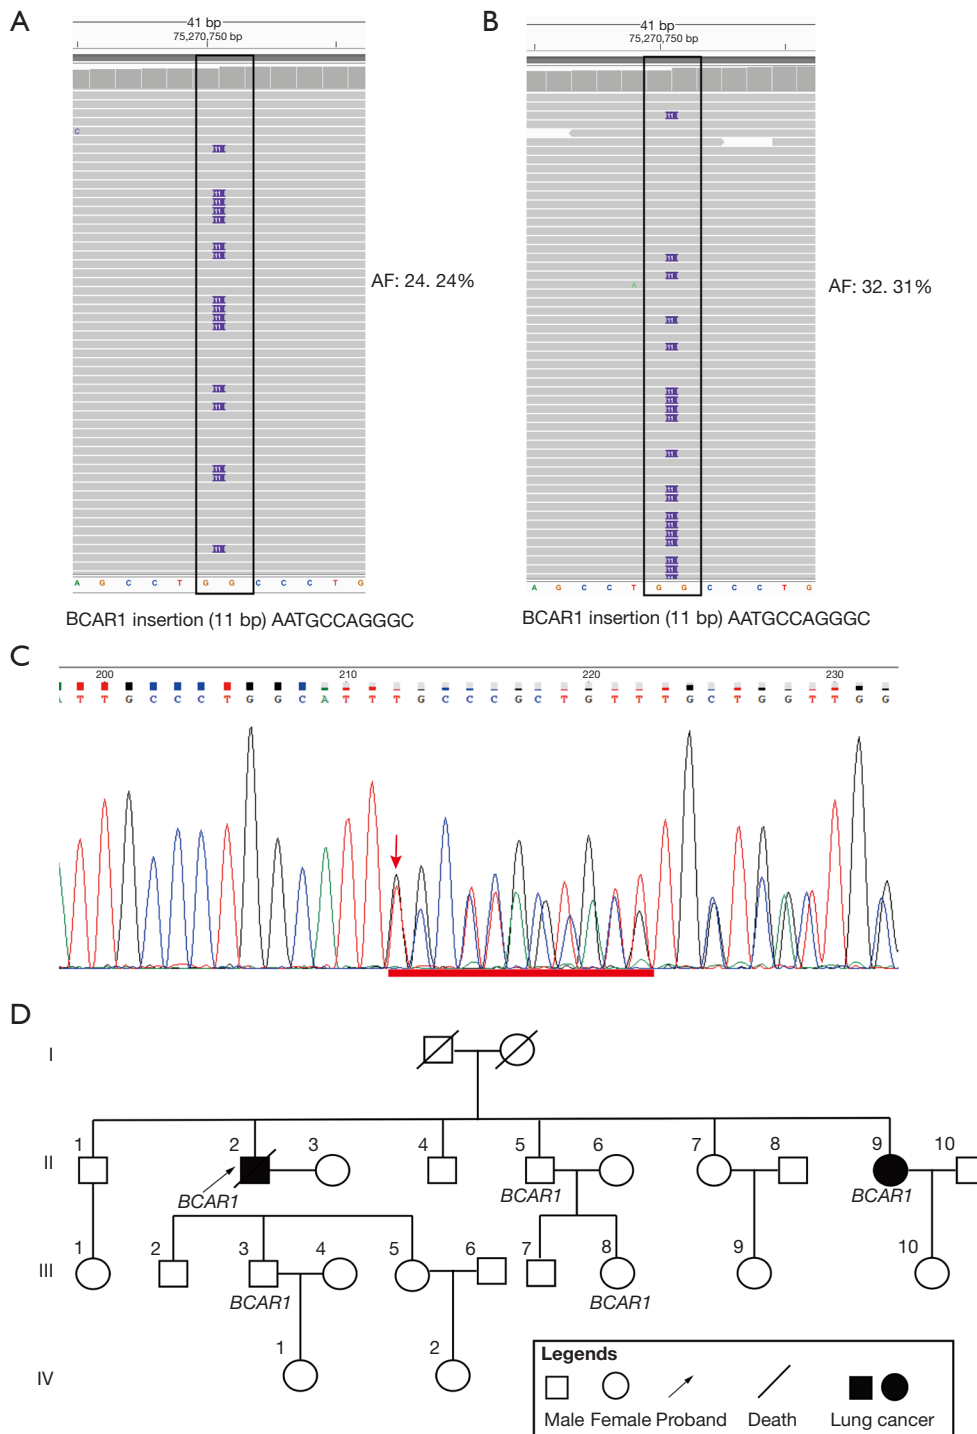 A
41 bp
75,270,750 bp
C
11
AF: 24. 24%
A G C C T G G C C C T G
BCAR1 insertion (11 bp) AATGCCAGGGC
B
41 bp
75,270,750 bp
11
A
AF: 32. 31%
A G C C T G G C C C T G
BCAR1 insertion (11 bp) AATGCCAGGGC
C
200 210 220 230
T T G C C C T G G C A T T T G C C C G C T G T T T G C T G G T T G G
D
I
II
1 2 3 4 5 6 7 8 9 10
BCAR1 BCAR1 BCAR1
III
1 2 3 4 5 6 7 8 9 10
BCAR1 BCAR1
IV
1 2
Legends
Male Female Proband Death Lung cancer